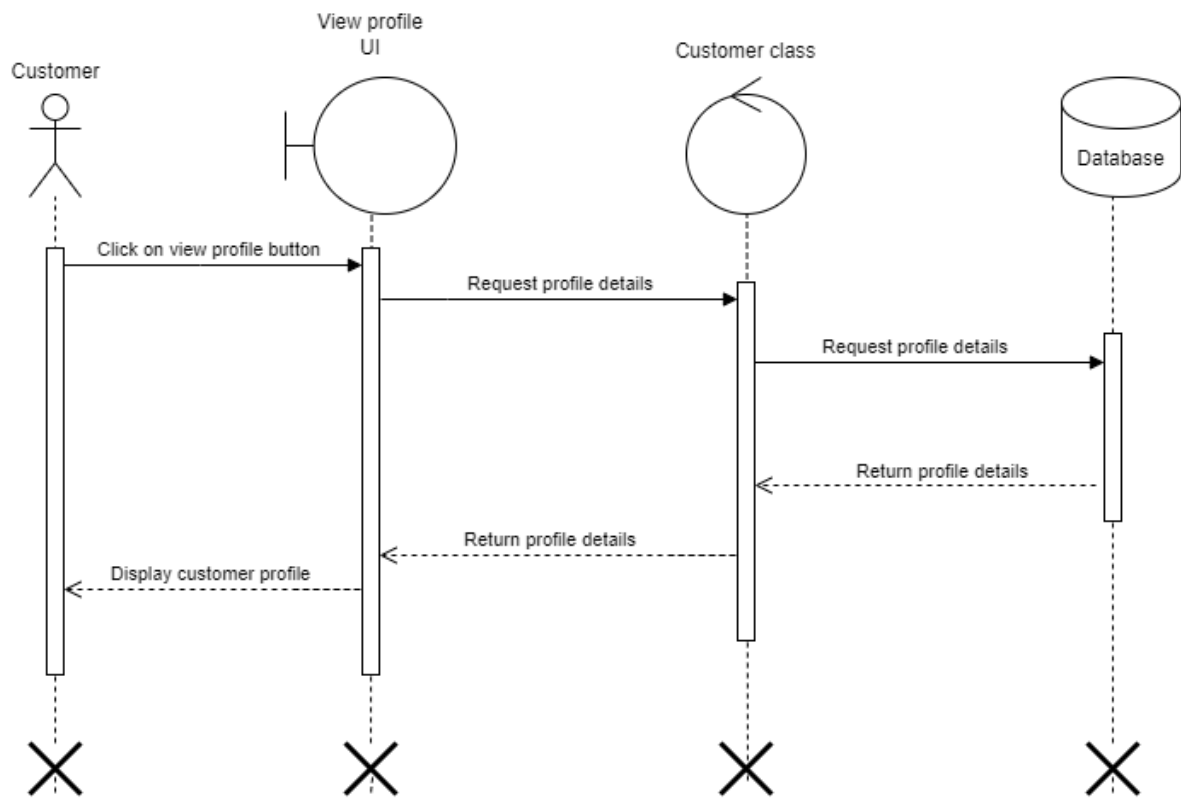 View profile
UI
Customer class
Customer
Database
Click on view profile button
Request profile details
Request profile details
Return profile details
Return profile details
Display customer profile